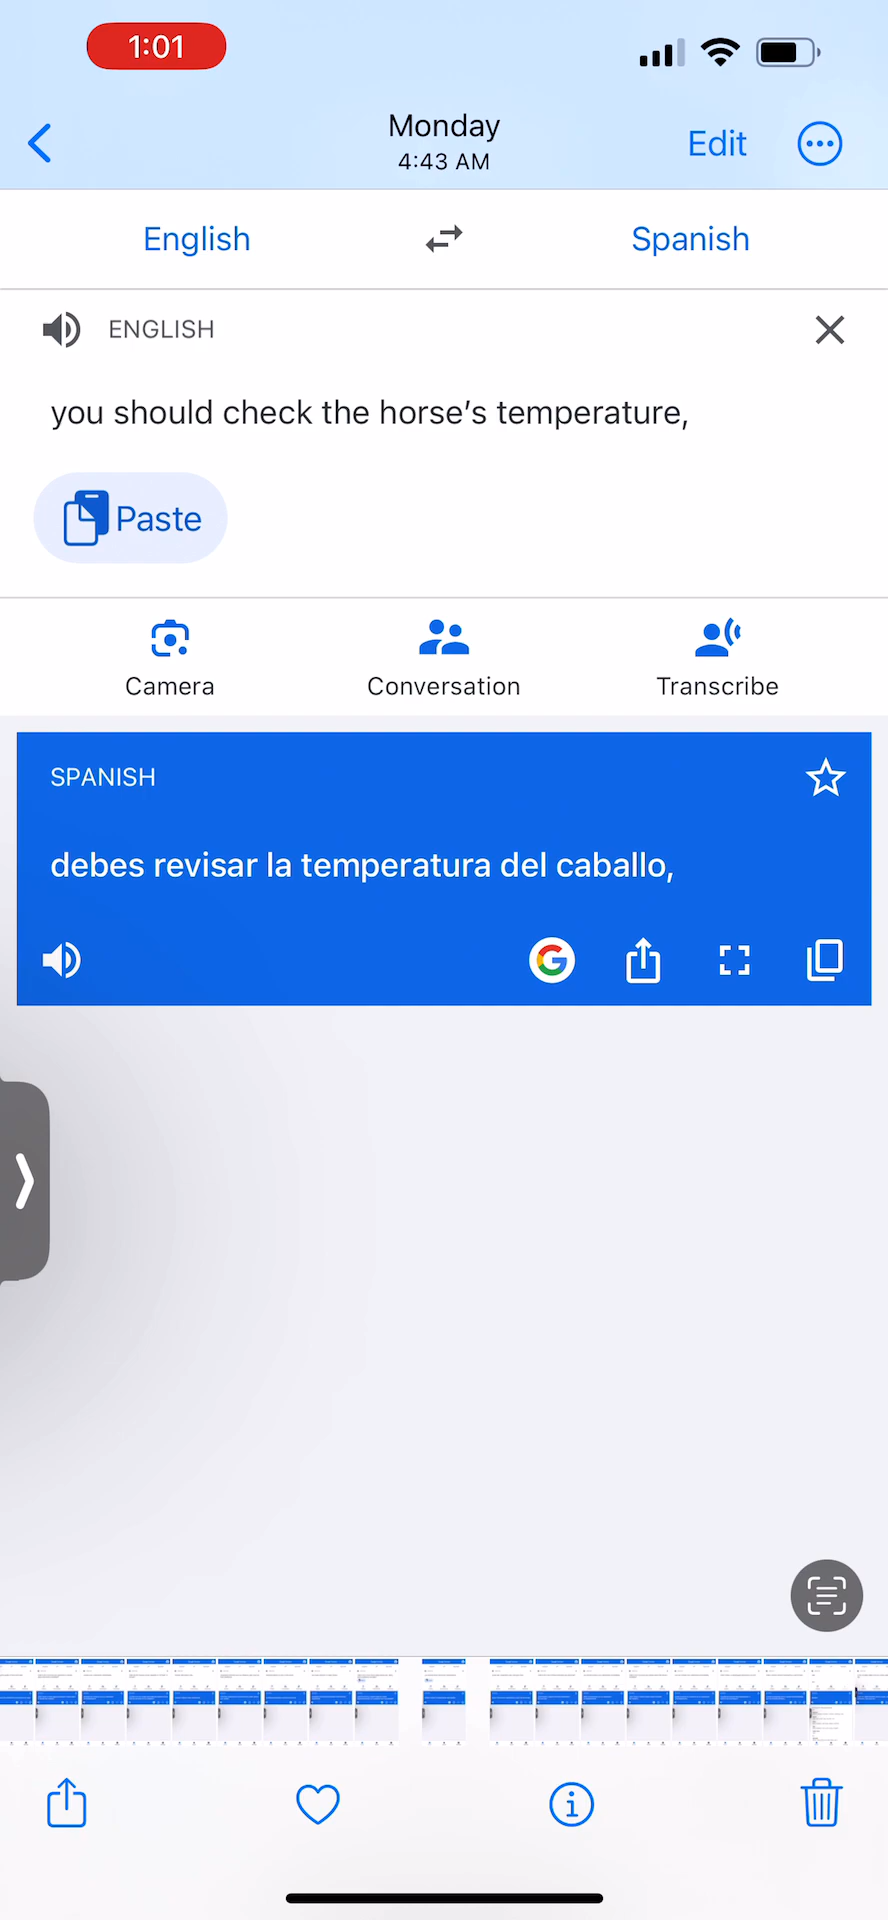 1:01
Monday
4:43 AM
Edit
English
Spanish
ENGLISH
you should check the horse’s temperature,
Paste
Camera
Conversation
Transcribe
SPANISH
debes revisar la temperatura del caballo,